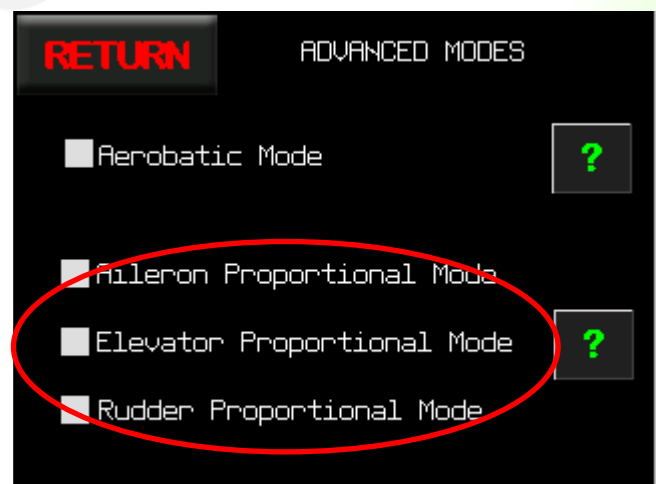 RETURN ADVANCED MODES
Aerobatic Mode ?
Aileron Proportional Mode
Elevator Proportional Mode ?
Rudder Proportional Mode